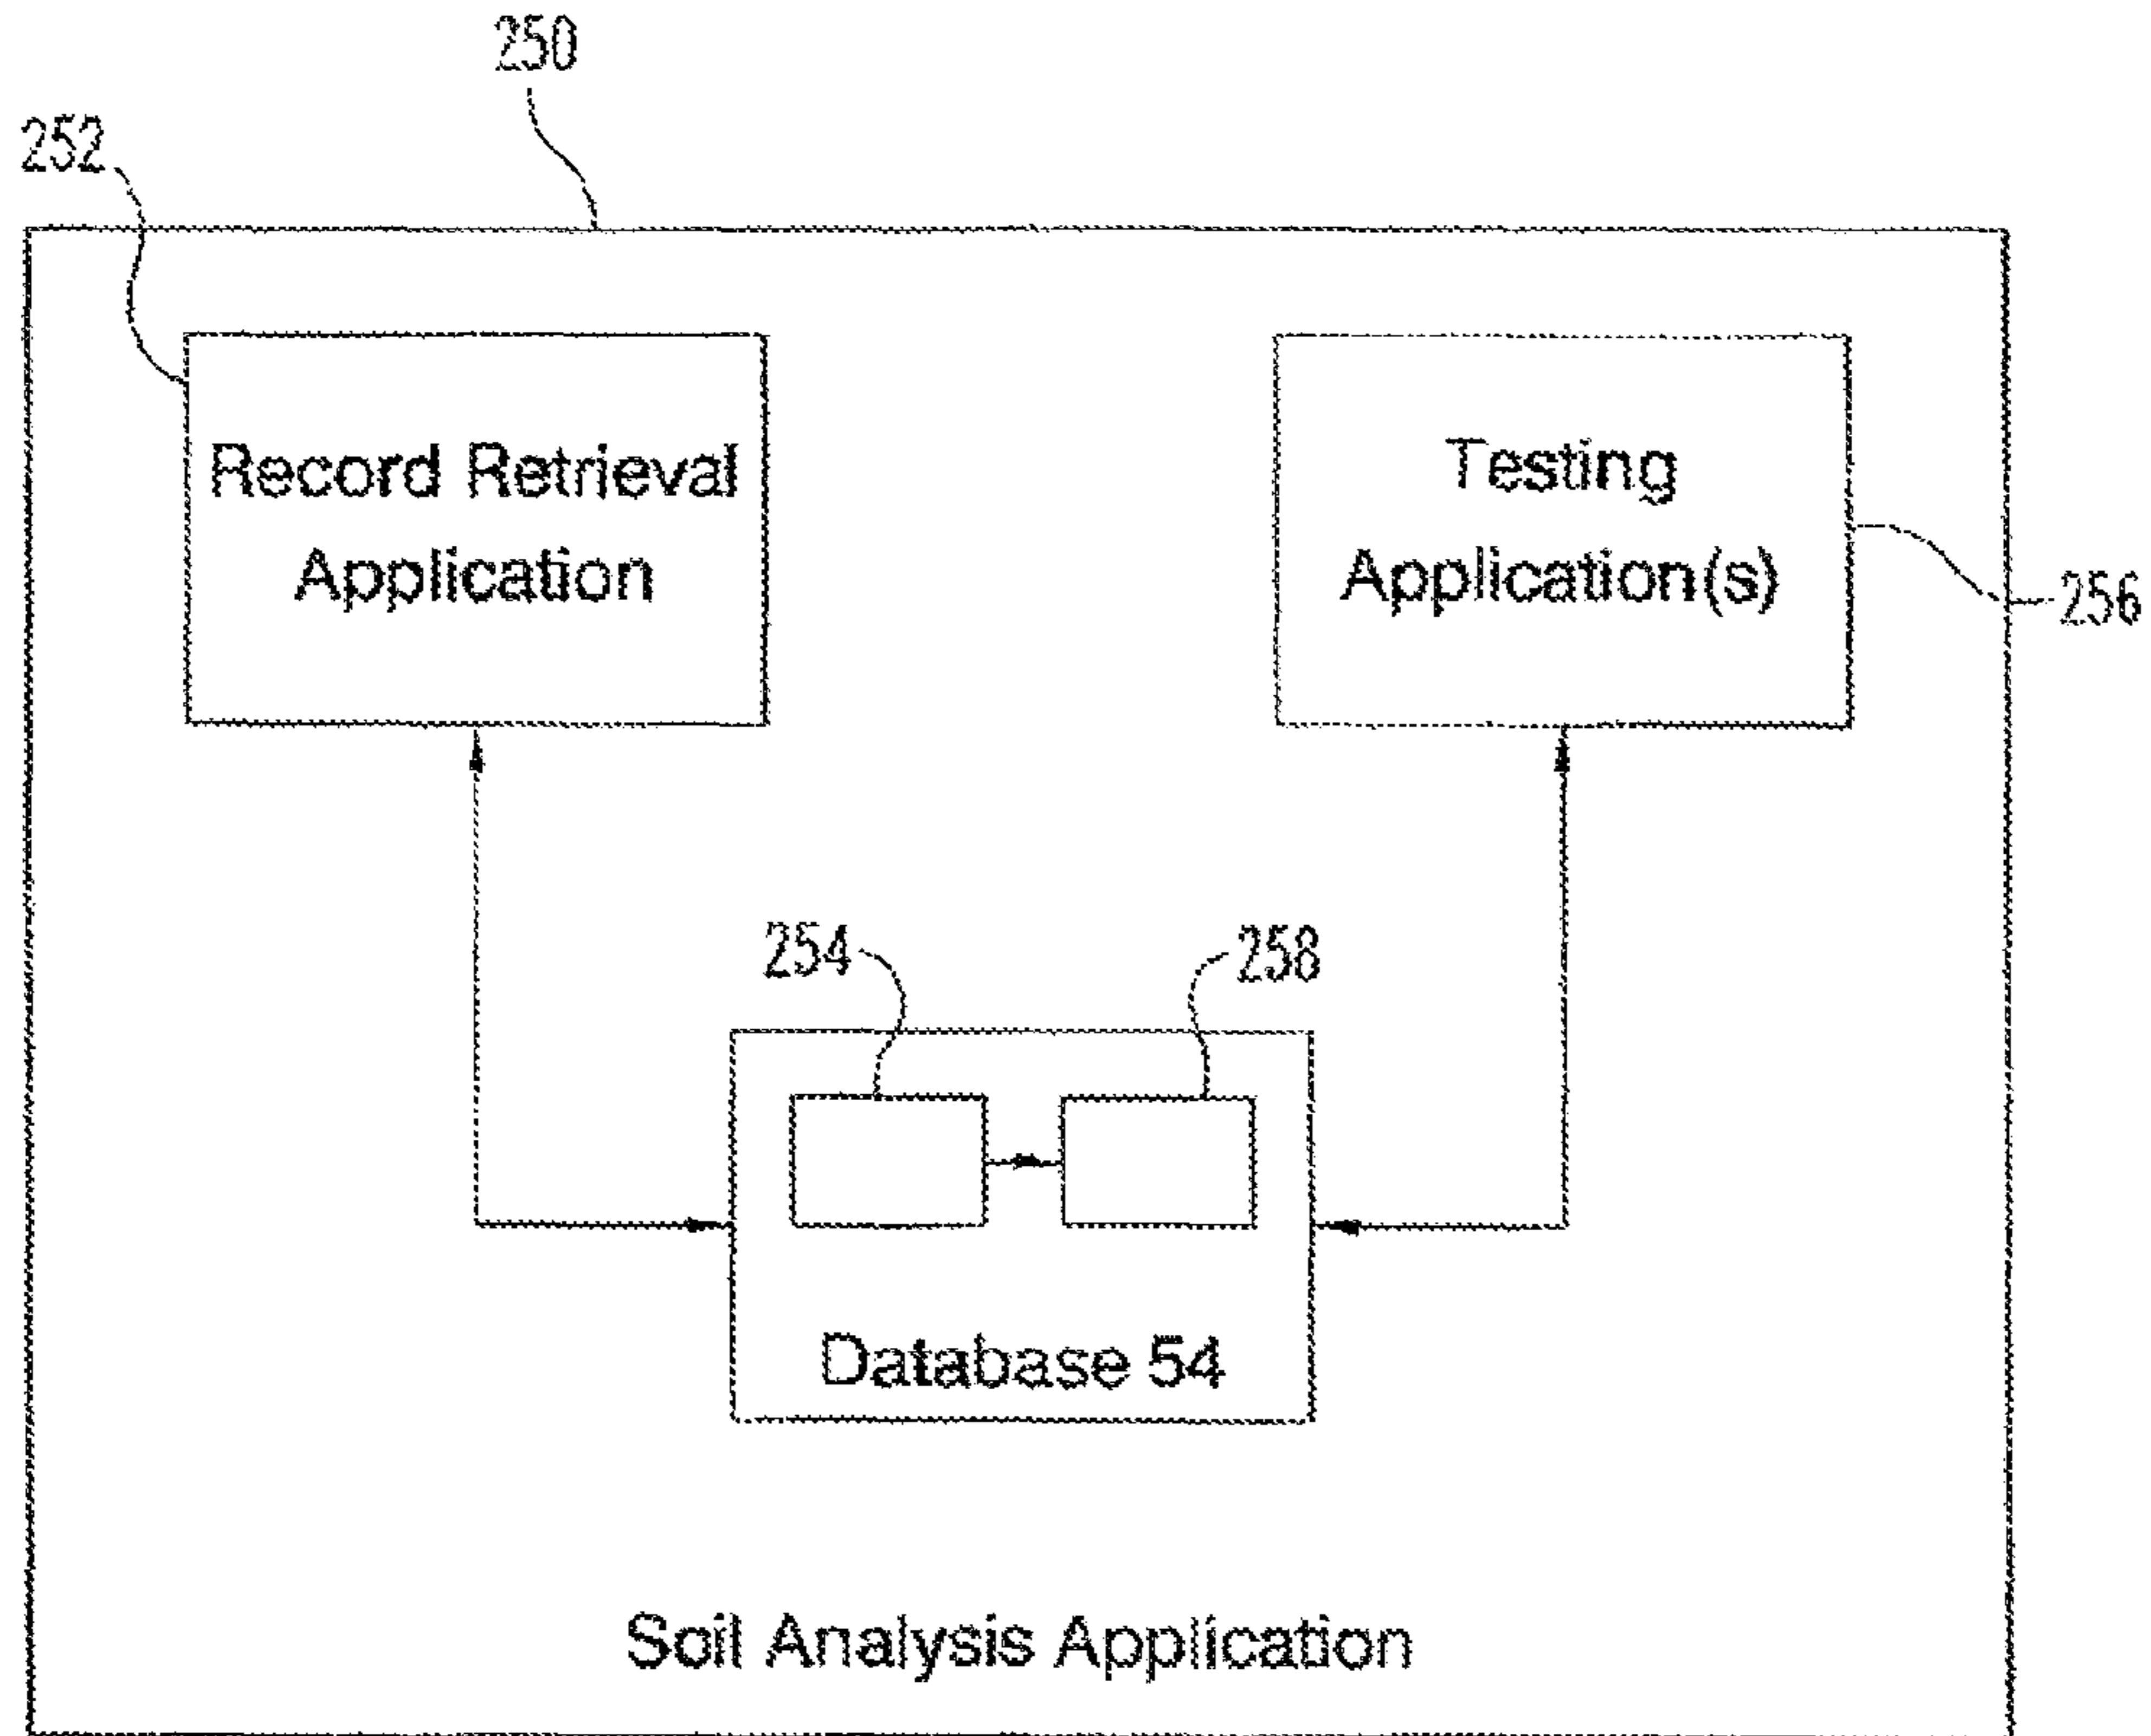 250
252
Record Retrieval
Application
Testing
Application(s)
256
254
258
Database 54
Soil Analysis Application